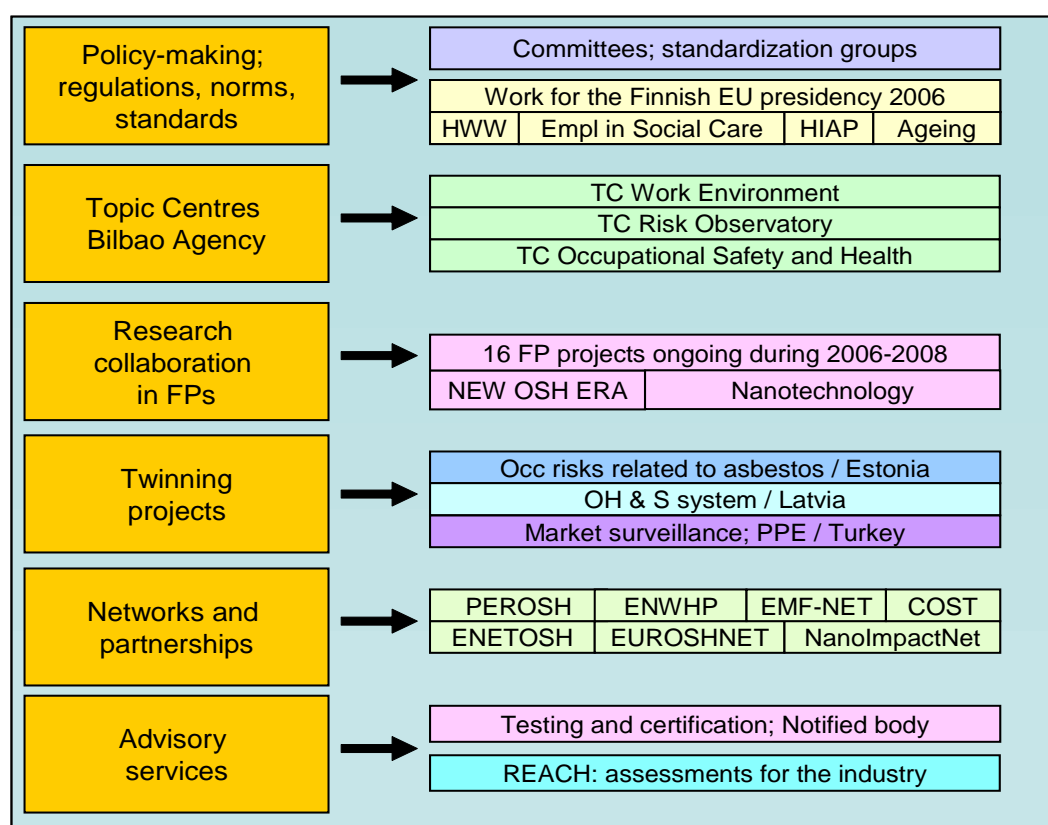 Policy-making;
regulations, norms,
standards
Committees; standardization groups
Work for the Finnish EU presidency 2006
HWW Empl in Social Care HIAP Ageing
Topic Centres
Bilbao Agency
TC Work Environment
TC Risk Observatory
TC Occupational Safety and Health
Research
collaboration
in FPs
16 FP projects ongoing during 2006-2008
NEW OSH ERA Nanotechnology
Twinning
projects
Occ risks related to asbestos / Estonia
OH & S system / Latvia
Market surveillance; PPE / Turkey
Networks and
partnerships
PEROSH ENWHP EMF-NET COST
ENETOSH EUROSHNET NanoImpactNet
Advisory
services
Testing and certification; Notified body
REACH: assessments for the industry